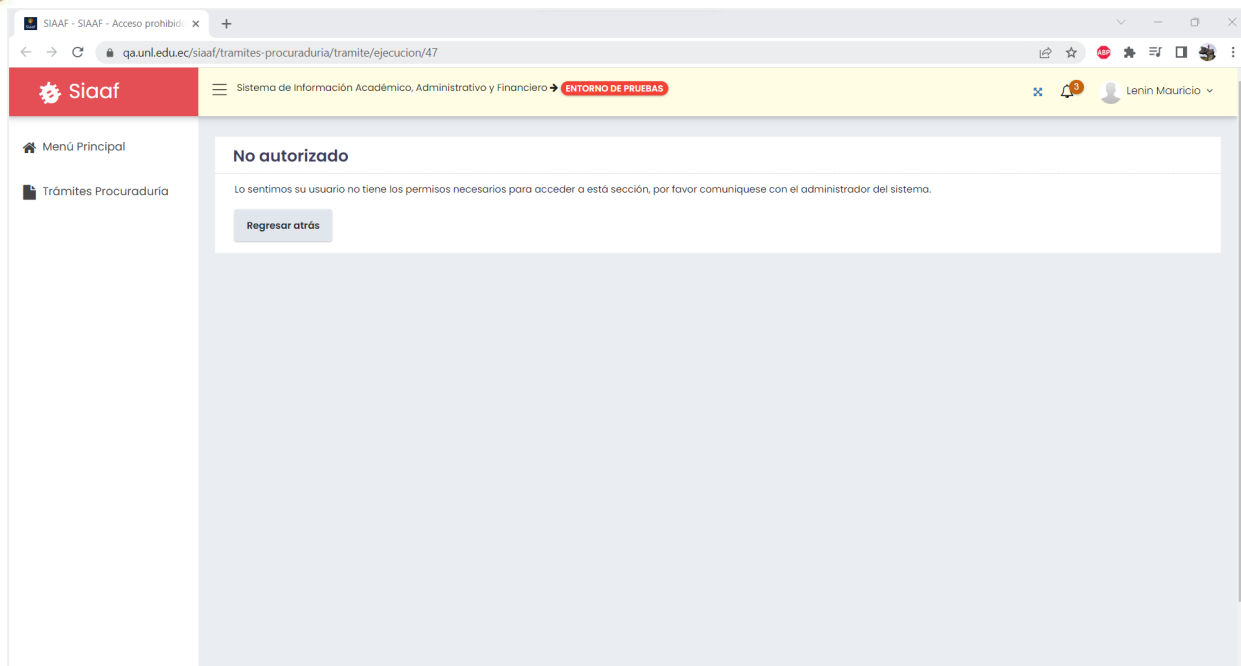 SIAAF - SIAAF - Acceso prohibido
qa.unl.edu.ec/siaaf/tramites-procuraduria/tramite/ejecucion/47
ABP
Siaaf
Sistema de Información Académico, Administrativo y Financiero ➔ ENTORNO DE PRUEBAS
3
Lenin Mauricio
Menú Principal
Trámites Procuraduría
No autorizado
Lo sentimos su usuario no tiene los permisos necesarios para acceder a está sección, por favor comuniquese con el administrador del sistema.
Regresar atrás